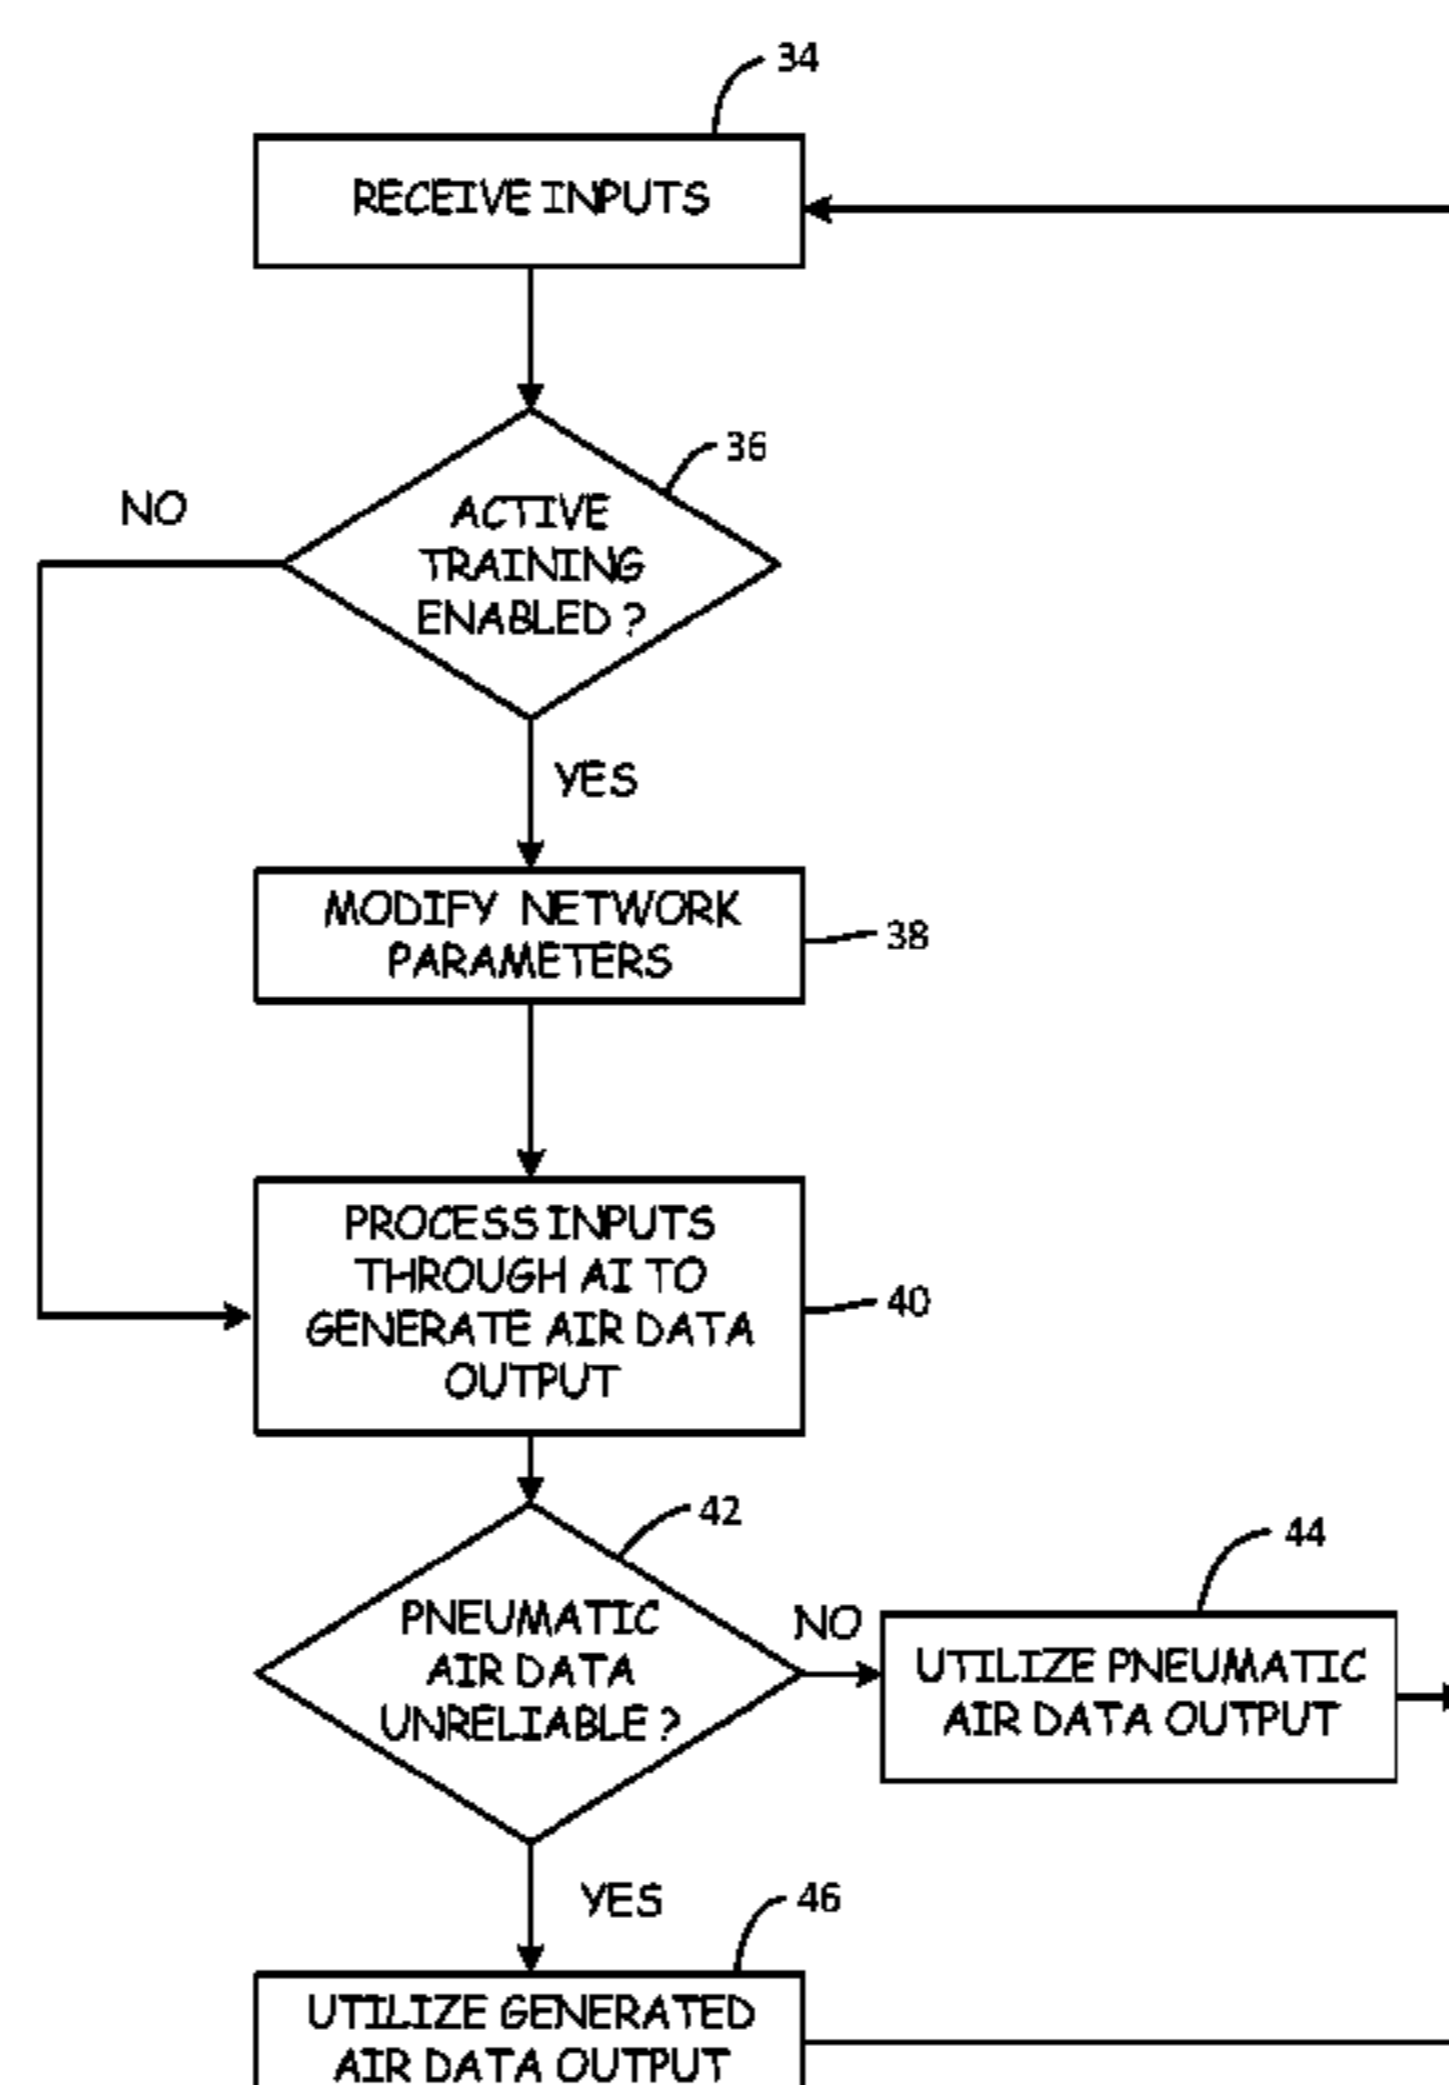 34
RECEIVE INPUTS
36
NO
ACTIVE
TRAINING
ENABLED ?
YES
MODIFY NETWORK
PARAMETERS
38
PROCESS INPUTS
THROUGH AI TO
GENERATE AIR DATA
OUTPUT
40
42
44
PNEUMATIC
AIR DATA
UNRELIABLE ?
NO
UTILIZE PNEUMATIC
AIR DATA OUTPUT
YES
46
UTILIZE GENERATED
AIR DATA OUTPUT